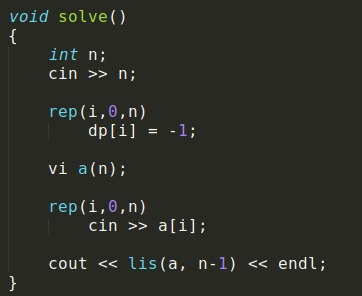 void solve()
{
    int n;
    cin >> n;

    rep(i,0,n)
        dp[i] = -1;

    vi a(n);

    rep(i,0,n)
        cin >> a[i];

    cout << lis(a, n-1) << endl;
}